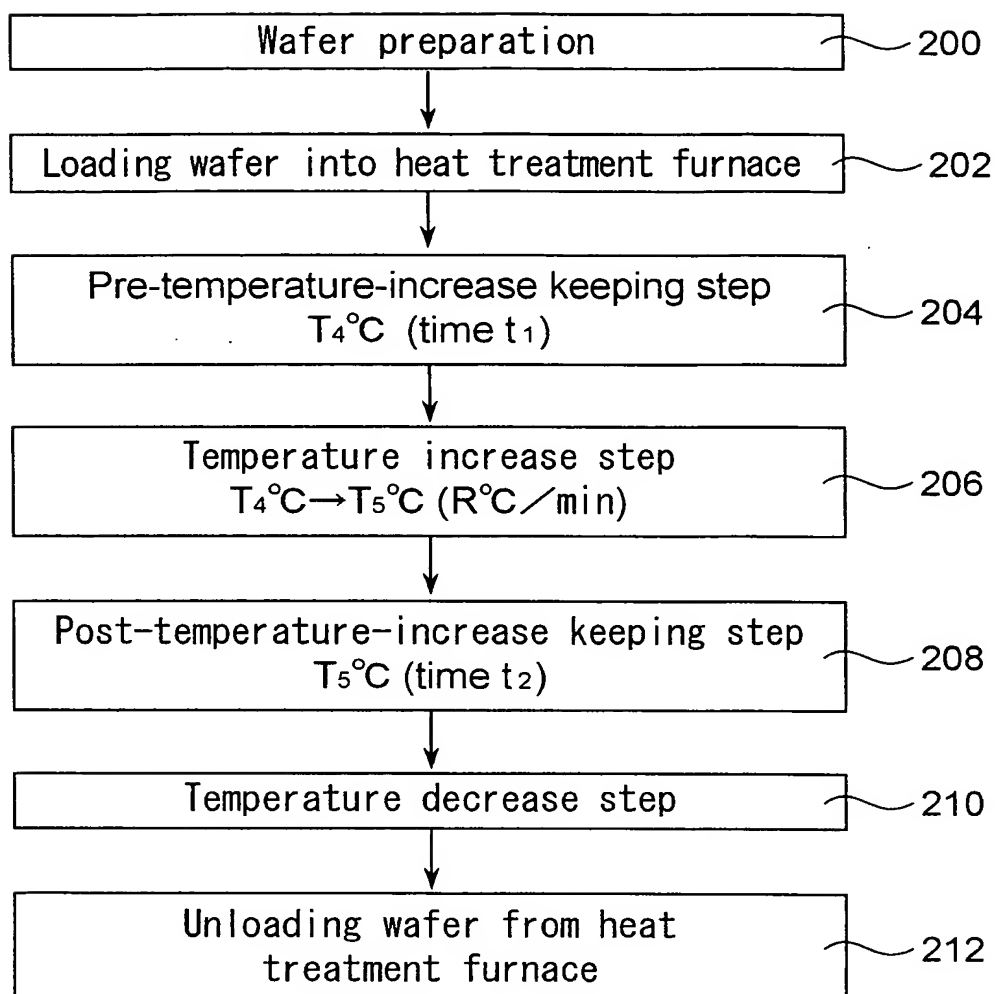 Wafer preparation
200
Loading wafer into heat treatment furnace
202
Pre-temperature-increase keeping step
T₄°C (time t₁)
204
Temperature increase step
T₄°C→T₅°C (R°C/min)
206
Post-temperature-increase keeping step
T₅°C (time t₂)
208
Temperature decrease step
210
Unloading wafer from heat
treatment furnace
212